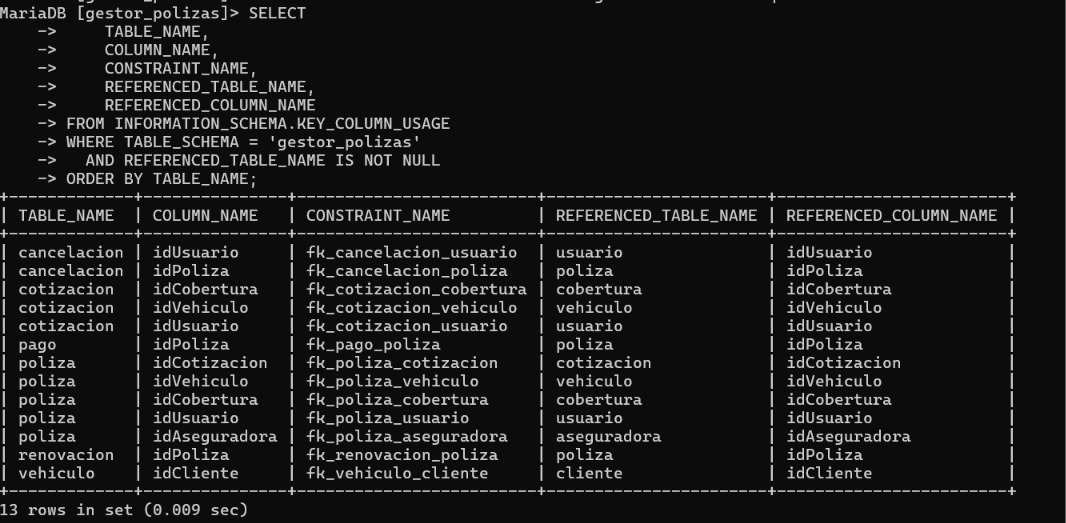 MariaDB [gestor_polizas]> SELECT
    ->     TABLE_NAME,
    ->     COLUMN_NAME,
    ->     CONSTRAINT_NAME,
    ->     REFERENCED_TABLE_NAME,
    ->     REFERENCED_COLUMN_NAME
    -> FROM INFORMATION_SCHEMA.KEY_COLUMN_USAGE
    -> WHERE TABLE_SCHEMA = 'gestor_polizas'
    ->   AND REFERENCED_TABLE_NAME IS NOT NULL
    -> ORDER BY TABLE_NAME;
+-------------+---------------+-------------------------+-----------------------+------------------------+
| TABLE_NAME  | COLUMN_NAME   | CONSTRAINT_NAME         | REFERENCED_TABLE_NAME | REFERENCED_COLUMN_NAME |
+-------------+---------------+-------------------------+-----------------------+------------------------+
| cancelacion | idUsuario     | fk_cancelacion_usuario  | usuario               | idUsuario              |
| cancelacion | idPoliza      | fk_cancelacion_poliza   | poliza                | idPoliza               |
| cotizacion  | idCobertura   | fk_cotizacion_cobertura | cobertura             | idCobertura            |
| cotizacion  | idVehiculo    | fk_cotizacion_vehiculo  | vehiculo              | idVehiculo             |
| cotizacion  | idUsuario     | fk_cotizacion_usuario   | usuario               | idUsuario              |
| pago        | idPoliza      | fk_pago_poliza          | poliza                | idPoliza               |
| poliza      | idCotizacion  | fk_poliza_cotizacion    | cotizacion            | idCotizacion           |
| poliza      | idVehiculo    | fk_poliza_vehiculo      | vehiculo              | idVehiculo             |
| poliza      | idCobertura   | fk_poliza_cobertura     | cobertura             | idCobertura            |
| poliza      | idUsuario     | fk_poliza_usuario       | usuario               | idUsuario              |
| poliza      | idAseguradora | fk_poliza_aseguradora   | aseguradora           | idAseguradora          |
| renovacion  | idPoliza      | fk_renovacion_poliza    | poliza                | idPoliza               |
| vehiculo    | idCliente     | fk_vehiculo_cliente     | cliente               | idCliente              |
+-------------+---------------+-------------------------+-----------------------+------------------------+
13 rows in set (0.009 sec)